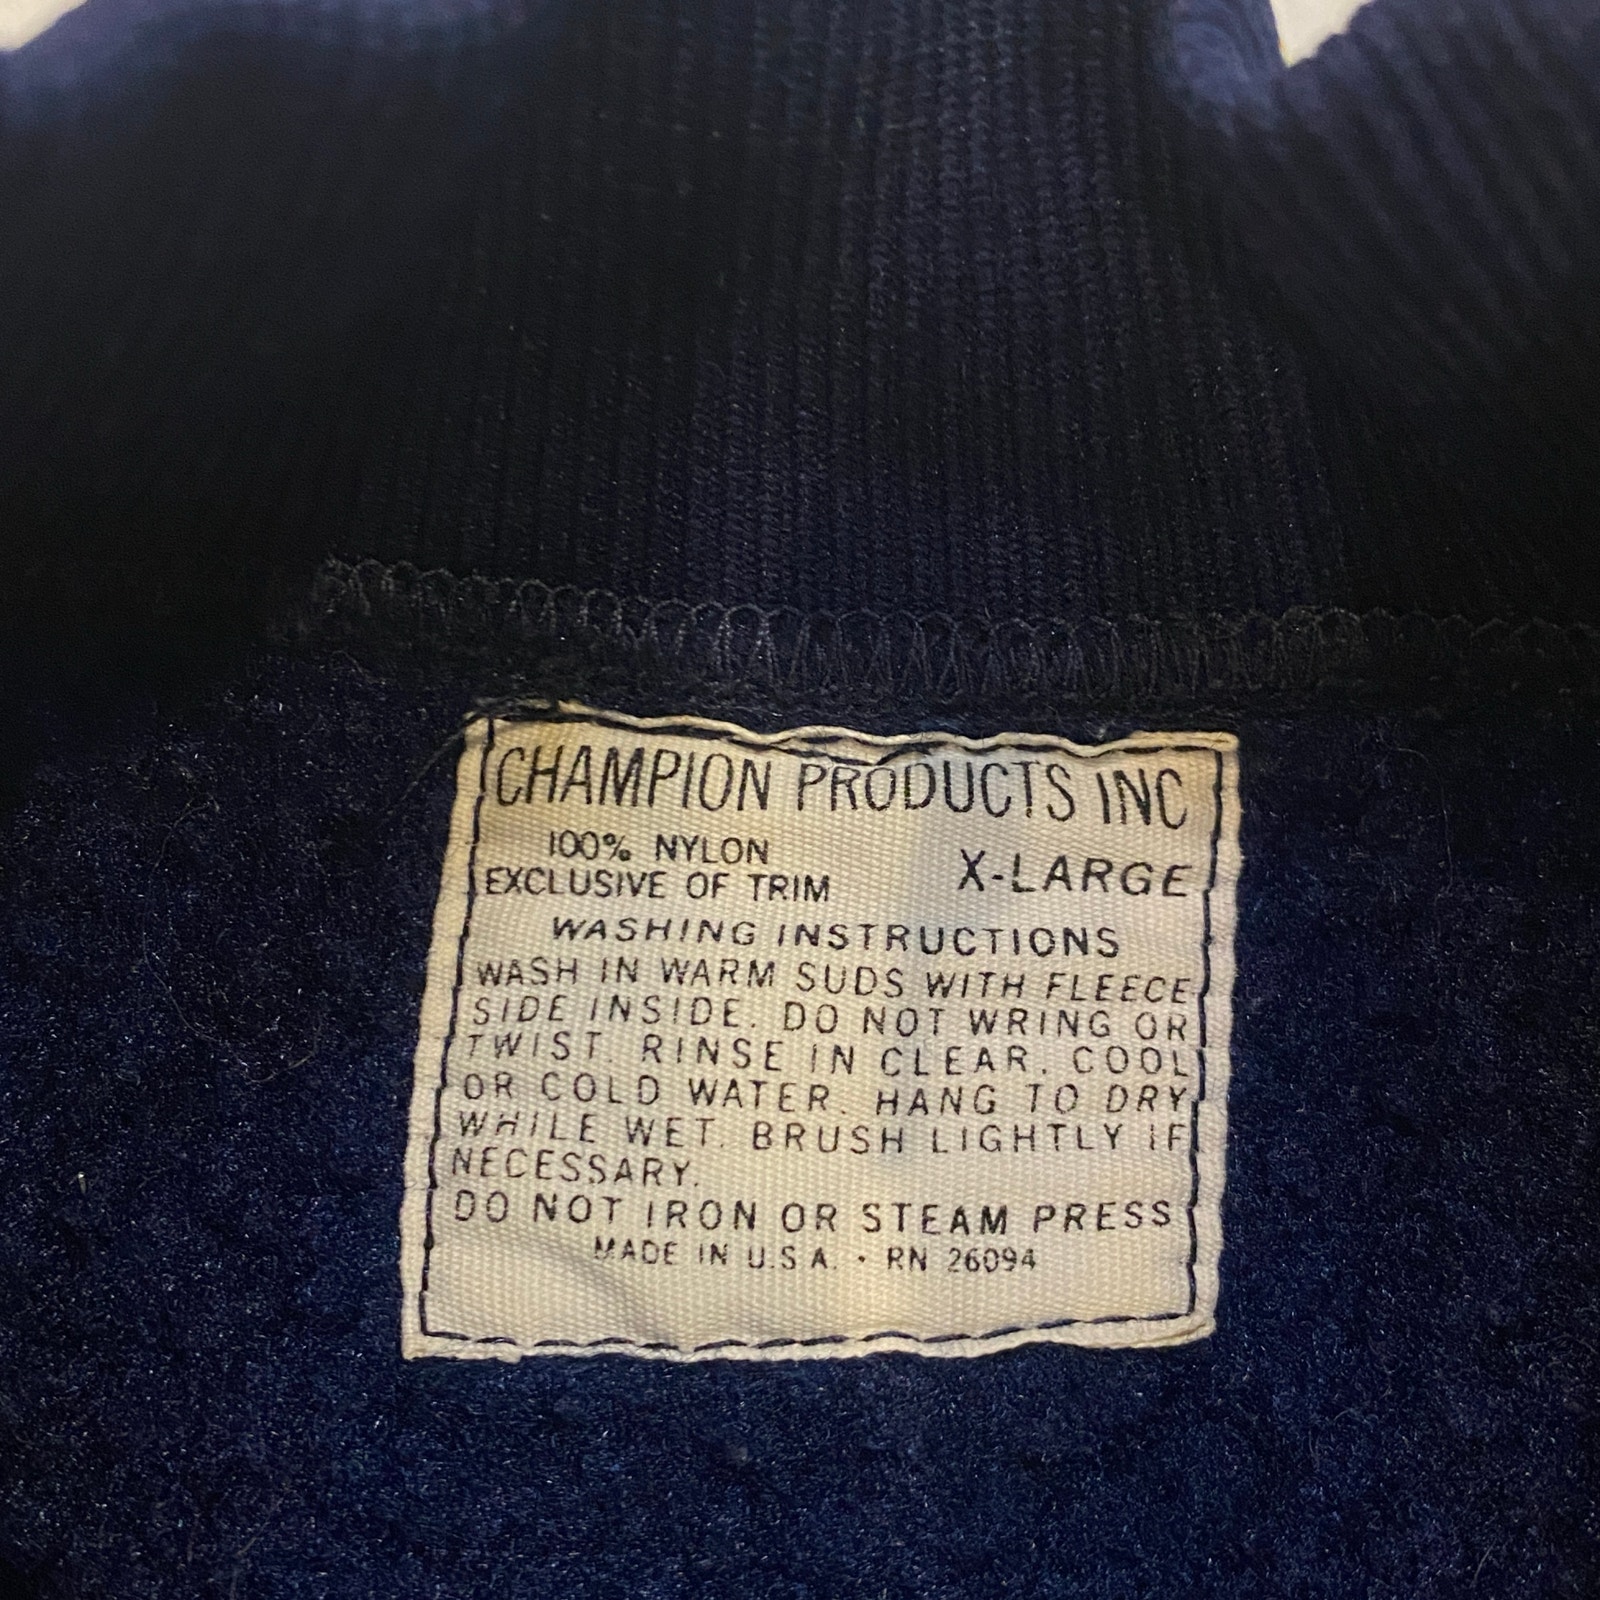 CHAMPION PRODUCTS INC
100% NYLON
EXCLUSIVE OF TRIM
X-LARGE
WASHING INSTRUCTIONS
WASH IN WARM SUDS WITH FLEECE
SIDE INSIDE. DO NOT WRING OR
TWIST. RINSE IN CLEAR. COOL
OR COLD WATER. HANG TO DRY
WHILE WET. BRUSH LIGHTLY IF
NECESSARY.
DO NOT IRON OR STEAM PRESS
MADE IN U.S.A. · RN 26094